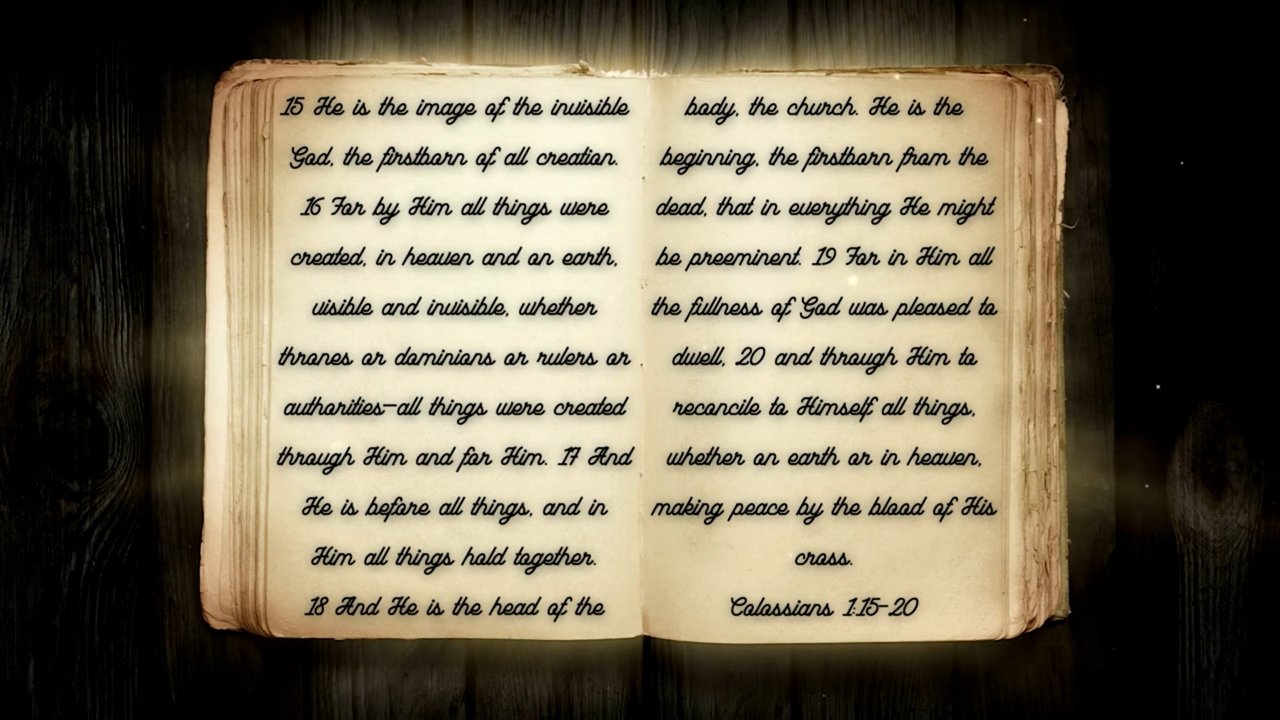 15 He is the image of the invisible
God, the firstborn of all creation.
16 For by Him all things were
created, in heaven and on earth,
visible and invisible, whether
thrones or dominions or rulers or
authorities—all things were created
through Him and for Him. 17 And
He is before all things, and in
Him all things hold together.
18 And He is the head of the
body, the church. He is the
beginning, the firstborn from the
dead, that in everything He might
be preeminent. 19 For in Him all
the fullness of God was pleased to
dwell, 20 and through Him to
reconcile to Himself all things,
whether on earth or in heaven,
making peace by the blood of His
cross.
Colossians 1:15-20